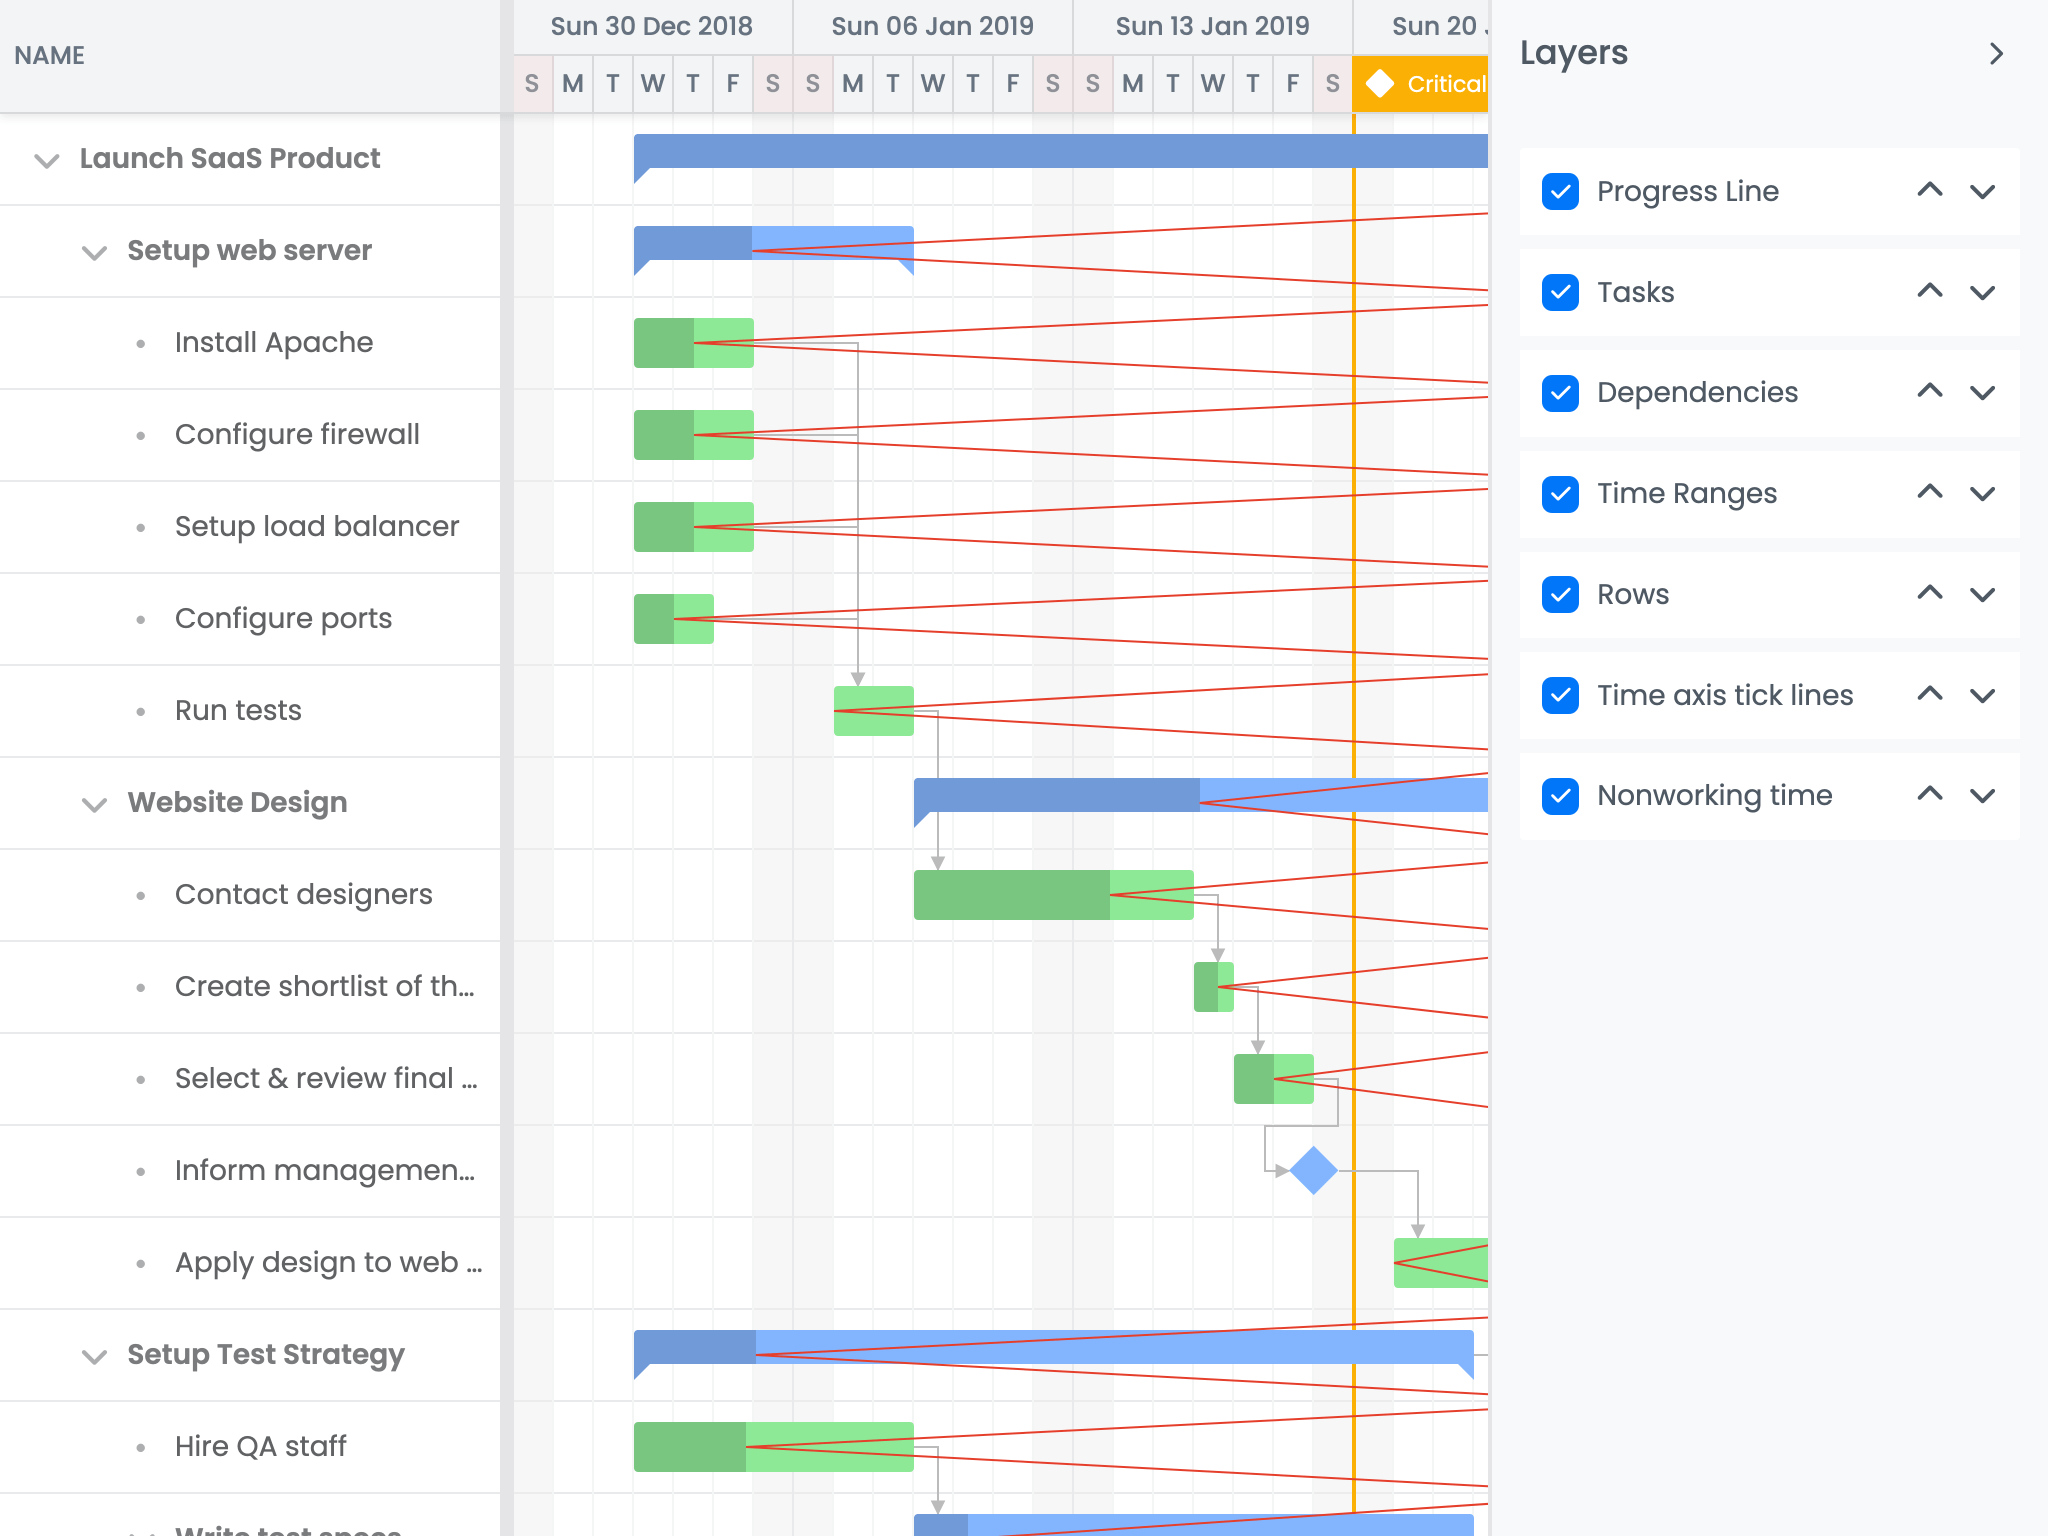 NAME
Sun 30 Dec 2018 Sun 06 Jan 2019 Sun 13 Jan 2019 Sun 20
S M T W T F S S M T W T F S S M T W T F S Critical
Launch SaaS Product
Setup web server
Install Apache
Configure firewall
Setup load balancer
Configure ports
Run tests
Website Design
Contact designers
Create shortlist of th...
Select & review final ...
Inform managemen...
Apply design to web ...
Setup Test Strategy
Hire QA staff
Write test specs
Layers
Progress Line
Tasks
Dependencies
Time Ranges
Rows
Time axis tick lines
Nonworking time